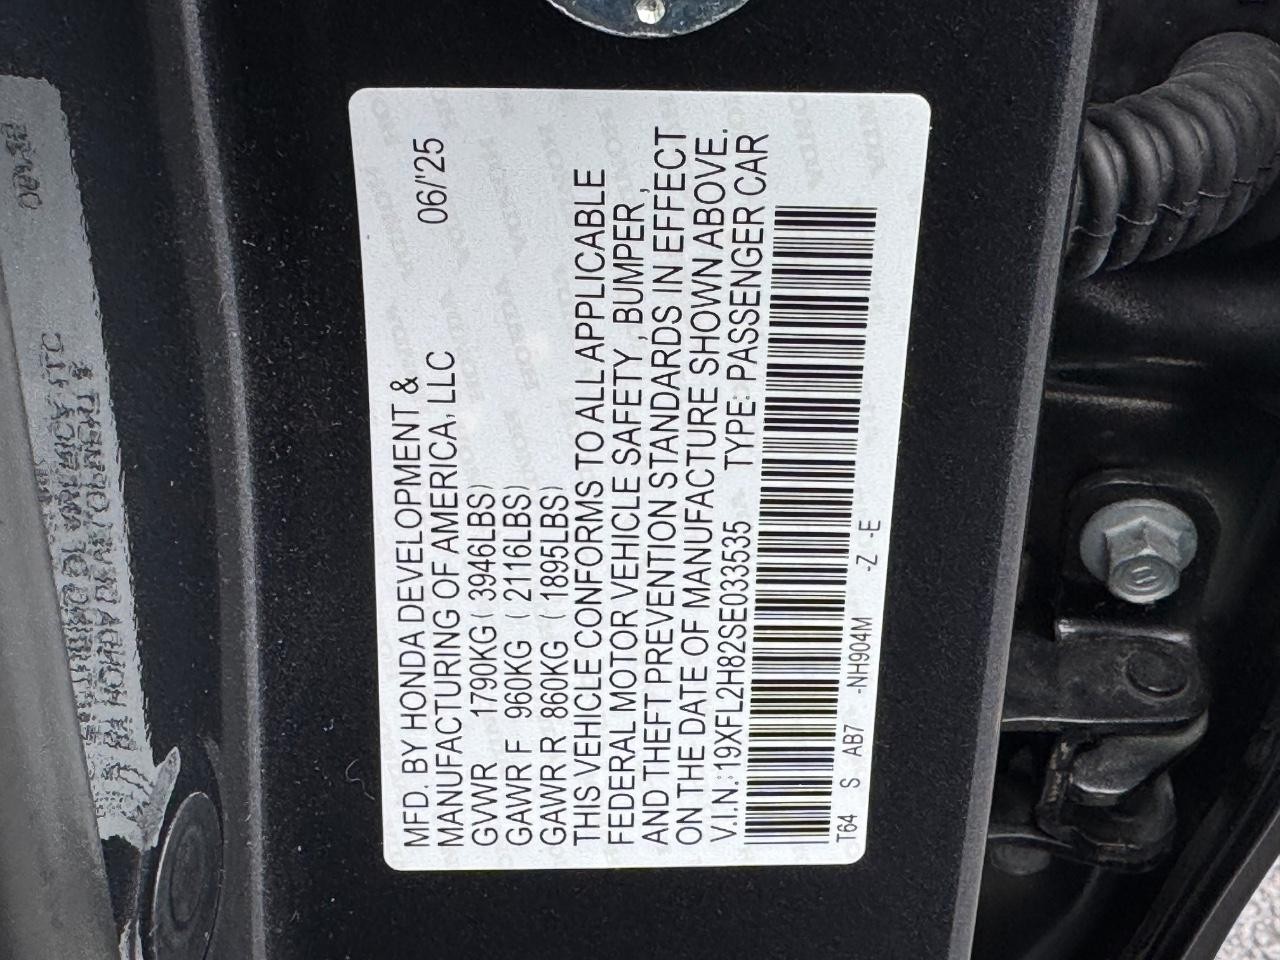 MFD. BY HONDA DEVELOPMENT &
MANUFACTURING OF AMERICA, LLC 06/'25
GVWR 1790KG ( 3946LBS)
GAWR F 960KG ( 2116LBS)
GAWR R 860KG ( 1895LBS)
THIS VEHICLE CONFORMS TO ALL APPLICABLE
FEDERAL MOTOR VEHICLE SAFETY , BUMPER ,
AND THEFT PREVENTION STANDARDS IN EFFECT
ON THE DATE OF MANUFACTURE SHOWN ABOVE.
V.I.N.: 19XFL2H82SE033535 TYPE: PASSENGER CAR
T64 S AB7 -NH904M -Z -E